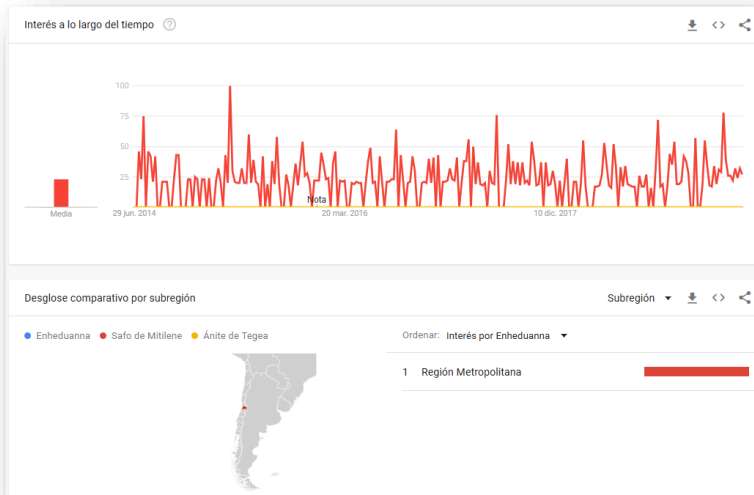 Interés a lo largo del tiempo
100
75
50
25
Media
Nota
29 jun. 2014
20 mar. 2016
10 dic. 2017
Desglose comparativo por subregión
Subregión
Enheduanna Safo de Mitilene Ánite de Tegea
Ordenar: Interés por Enheduanna
1 Región Metropolitana